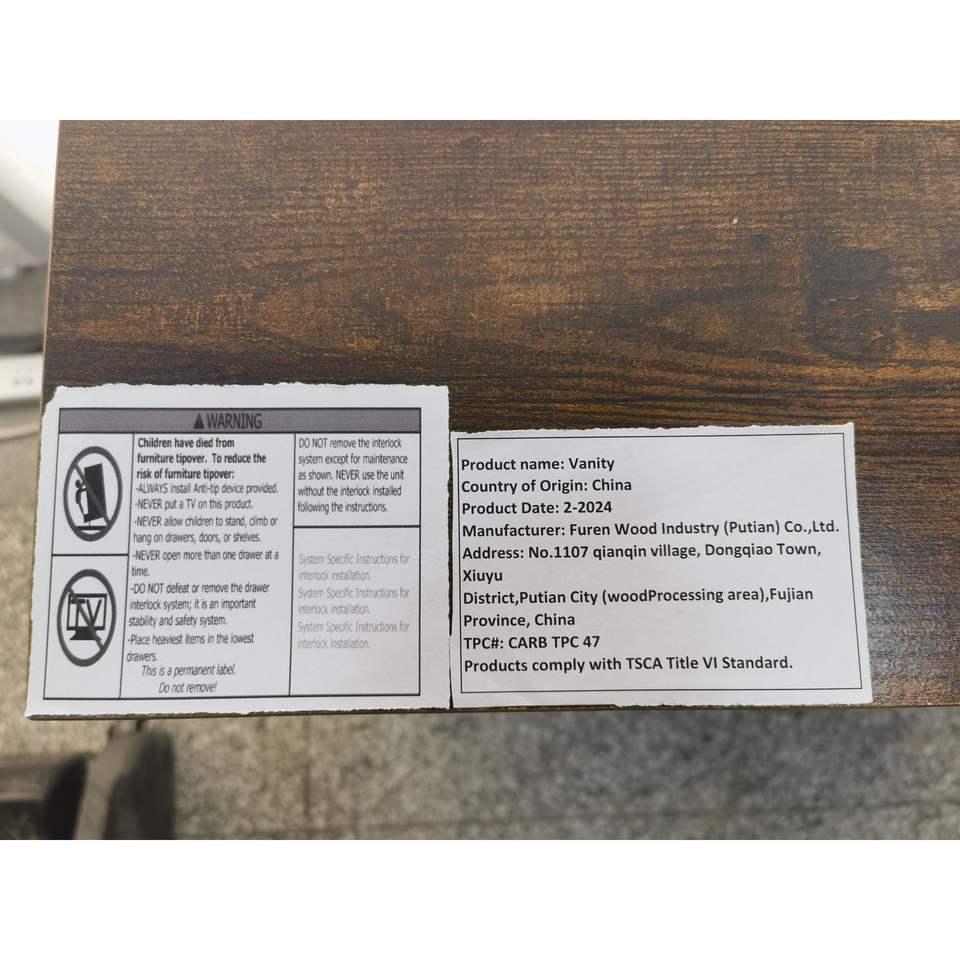 WARNING
Children have died from
furniture tipover. To reduce the
risk of furniture tipover:
-ALWAYS install Anti-tip device provided.
-NEVER put a TV on this product.
-NEVER allow children to stand, climb or
hang on drawers, doors, or shelves.
-NEVER open more than one drawer at a
time.
-DO NOT defeat or remove the drawer
interlock system; it is an important
stability and safety system.
-Place heaviest items in the lowest
drawers.
This is a permanent label.
Do not remove!
TV
DO NOT remove the interlock
system except for maintenance
as shown. NEVER use the unit
without the interlock installed
following the instructions.
System Specific Instructions for
interlock installation.
System Specific Instructions for
interlock installation.
System Specific Instructions for
interlock installation.
Product name: Vanity
Country of Origin: China
Product Date: 2-2024
Manufacturer: Furen Wood Industry (Putian) Co.,Ltd.
Address: No.1107 qianqin village, Dongqiao Town,
Xiuyu
District,Putian City (woodProcessing area),Fujian
Province, China
TPC#: CARB TPC 47
Products comply with TSCA Title VI Standard.